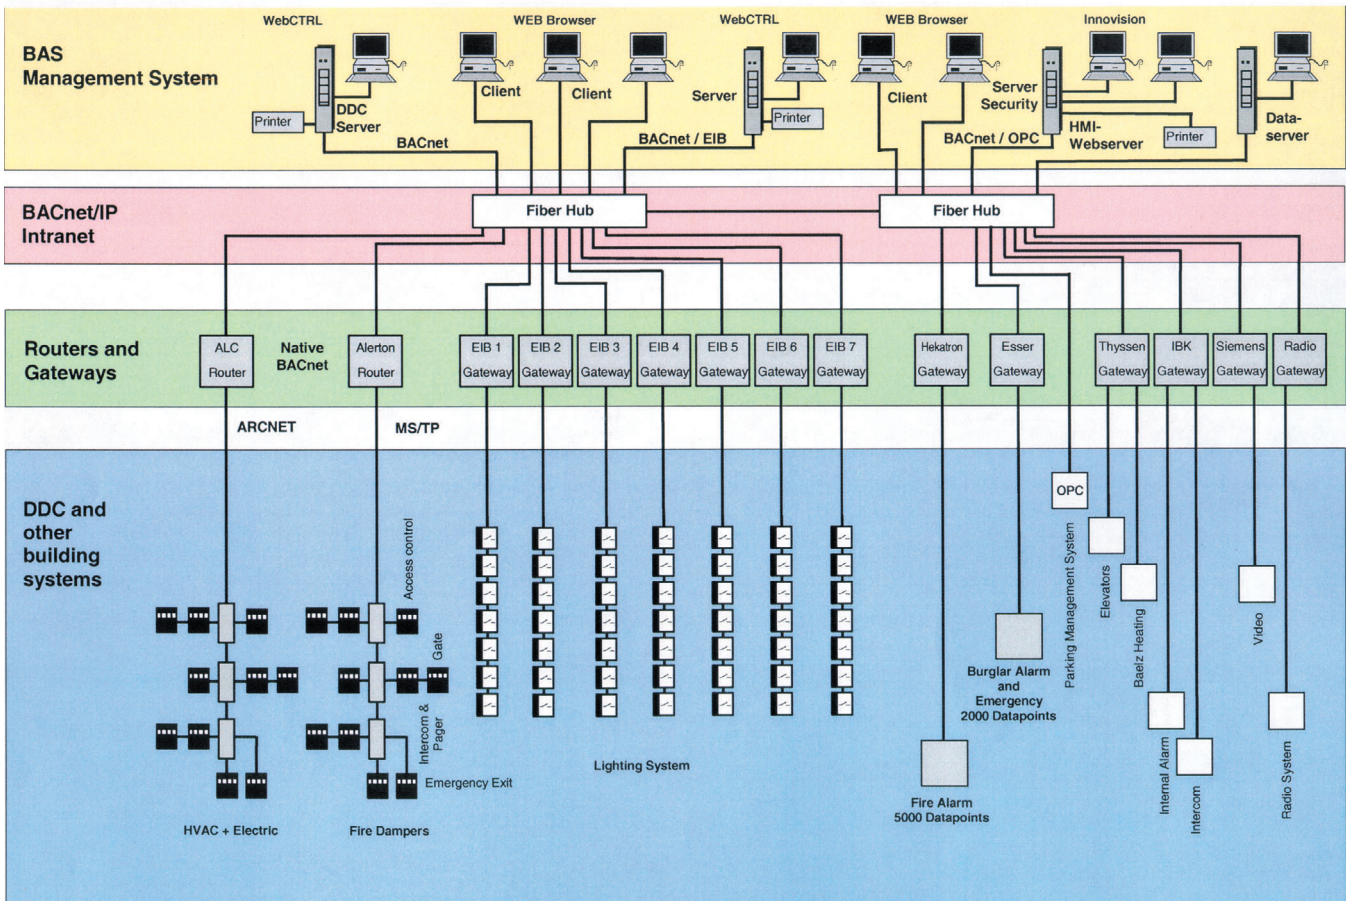 WebCTRL
WEB Browser
WebCTRL
WEB Browser
Innovision
BAS
Management System
Client
Client
Server
Client
Server
Security
DDC
Server
Printer
Printer
HMI-
Webserver
Printer
Data-
server
BACnet
BACnet / EIB
BACnet / OPC
BACnet/IP
Intranet
Fiber Hub
Fiber Hub
Routers and
Gateways
ALC
Router
Native
BACnet
Alerton
Router
EIB 1
Gateway
EIB 2
Gateway
EIB 3
Gateway
EIB 4
Gateway
EIB 5
Gateway
EIB 6
Gateway
EIB 7
Gateway
Hekatron
Gateway
Esser
Gateway
Thyssen
Gateway
IBK
Gateway
Siemens
Gateway
Radio
Gateway
ARCNET
MS/TP
DDC and
other
building
systems
OPC
Access control
Gate
Intercom &
Pager
Emergency Exit
HVAC + Electric
Fire Dampers
Lighting System
Fire Alarm
5000 Datapoints
Burglar Alarm
and
Emergency
2000 Datapoints
Parking Management System
Elevators
Baelz Heating
Internal Alarm
Intercom
Video
Radio System